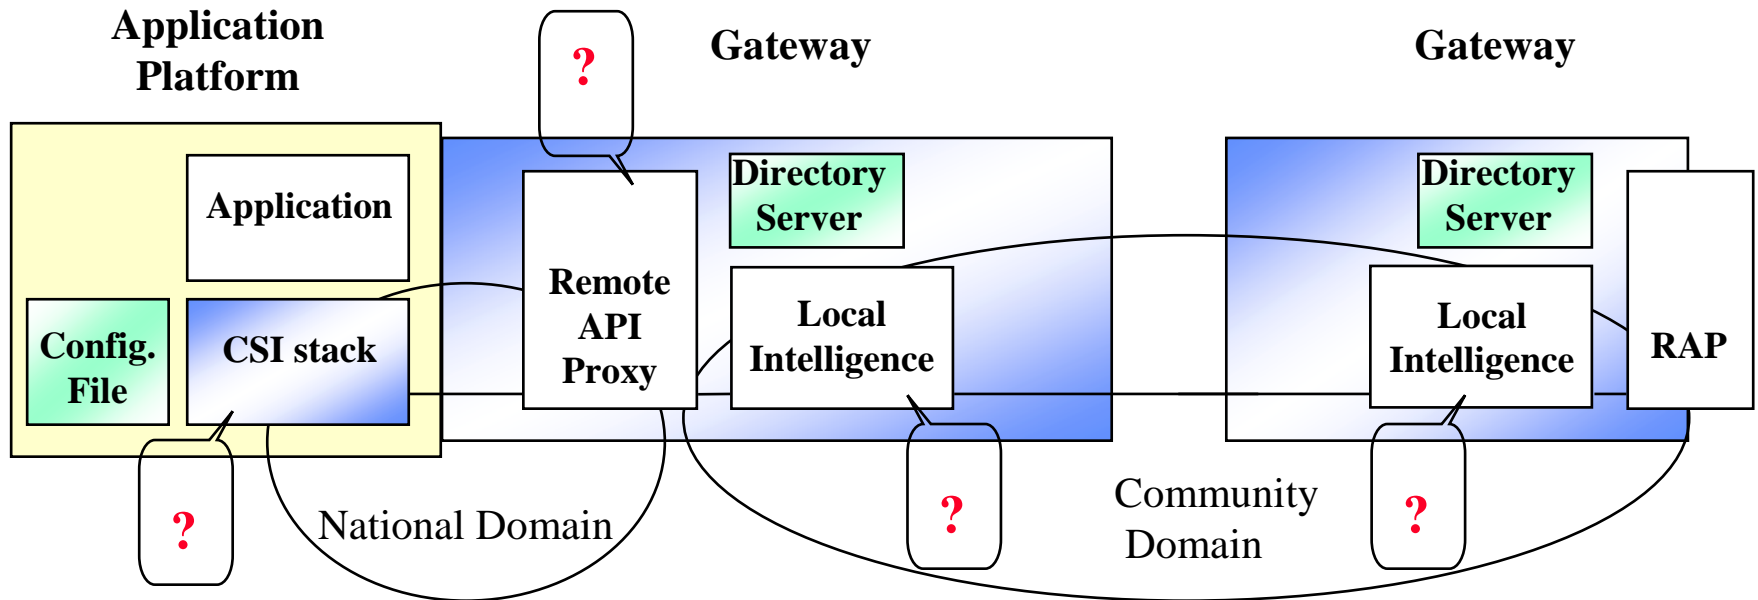 Application
Platform
Gateway
Gateway
?
Directory
Server
Directory
Server
Application
Remote
API
Proxy
Local
Intelligence
Local
Intelligence
RAP
Config.
File
CSI stack
?
National Domain
?
Community
Domain
?